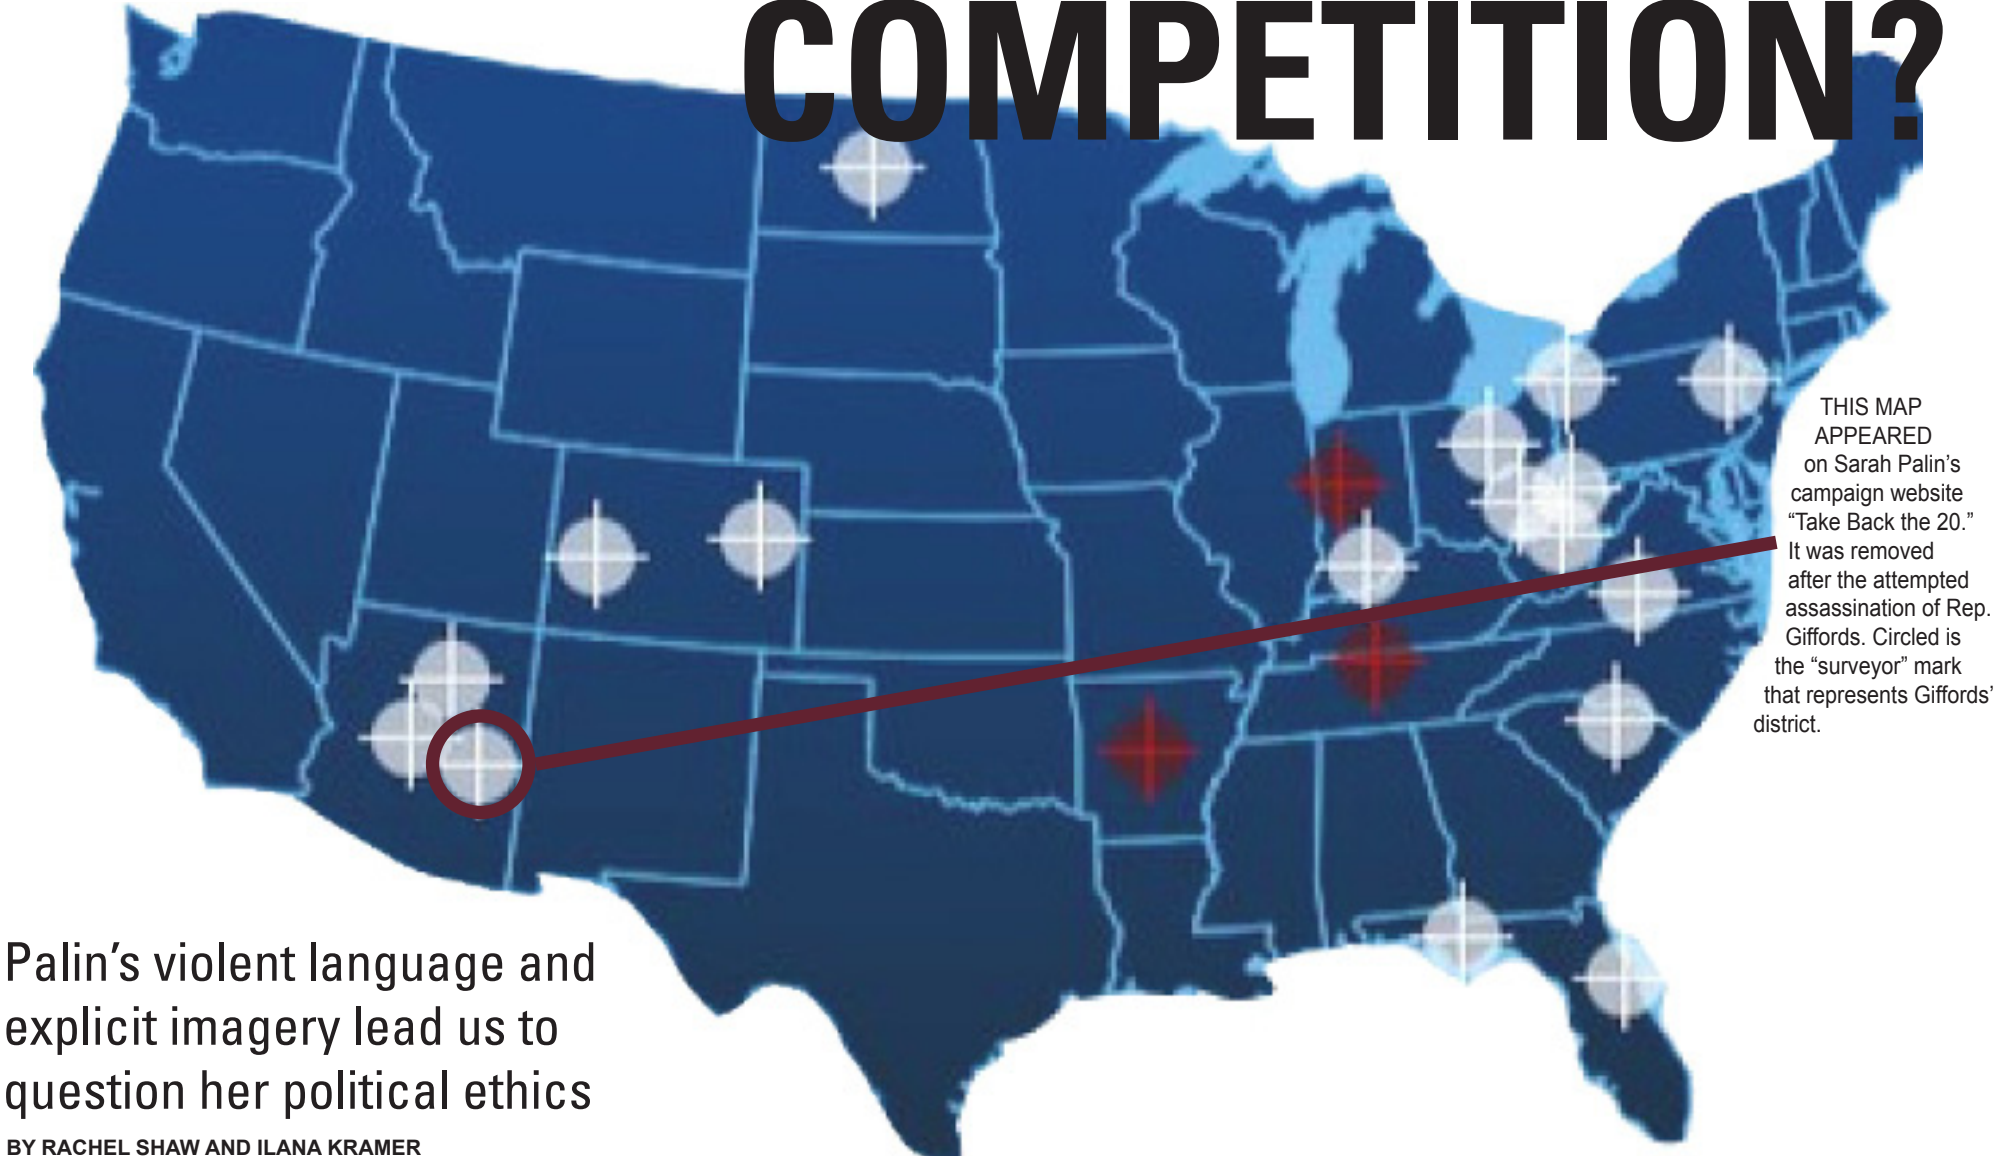 COMPETITION?
THIS MAP
APPEARED
on Sarah Palin’s
campaign website
“Take Back the 20.”
It was removed
after the attempted
assassination of Rep.
Giffords. Circled is
the “surveyor” mark
that represents Giffords’
district.
Palin’s violent language and
explicit imagery lead us to
question her political ethics
BY RACHEL SHAW AND ILANA KRAMER